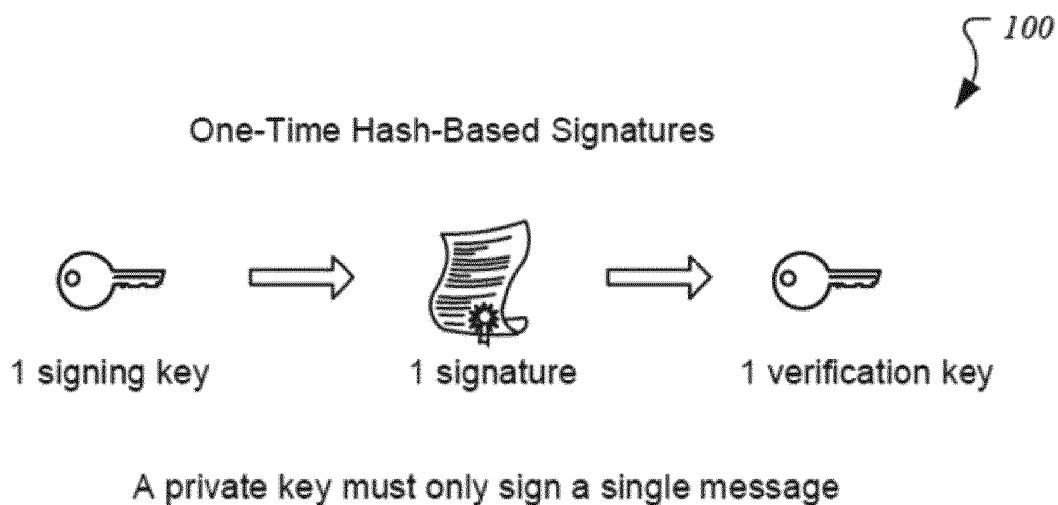 100
One-Time Hash-Based Signatures
1 signing key
1 signature
1 verification key
A private key must only sign a single message